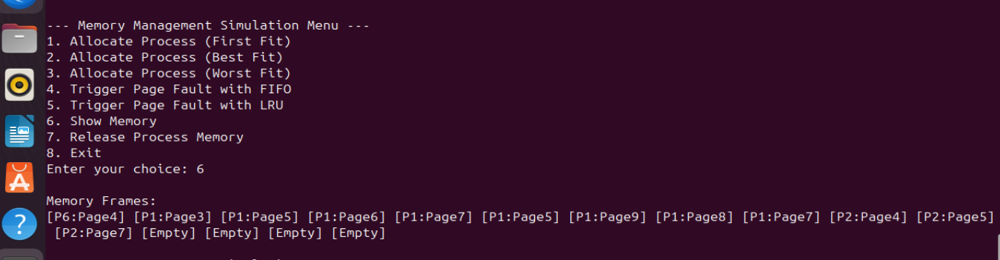 --- Memory Management Simulation Menu ---
1. Allocate Process (First Fit)
2. Allocate Process (Best Fit)
3. Allocate Process (Worst Fit)
4. Trigger Page Fault with FIFO
5. Trigger Page Fault with LRU
6. Show Memory
7. Release Process Memory
8. Exit
Enter your choice: 6
Memory Frames:
[P6:Page4] [P1:Page3] [P1:Page5] [P1:Page6] [P1:Page7] [P1:Page5] [P1:Page9] [P1:Page8] [P1:Page7] [P2:Page4] [P2:Page5]
[P2:Page7] [Empty] [Empty] [Empty] [Empty]